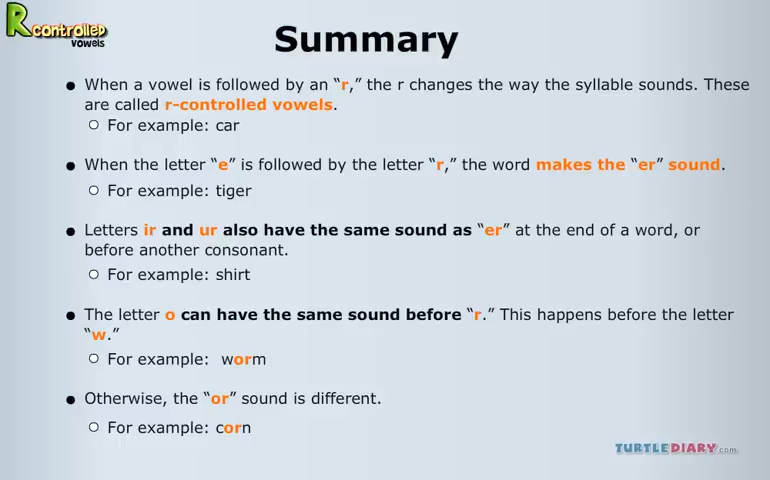 R controlled
vowels
Summary
• When a vowel is followed by an “r,” the r changes the way the syllable sounds. These
are called r-controlled vowels.
○ For example: car
• When the letter “e” is followed by the letter “r,” the word makes the “er” sound.
○ For example: tiger
• Letters ir and ur also have the same sound as “er” at the end of a word, or
before another consonant.
○ For example: shirt
• The letter o can have the same sound before “r.” This happens before the letter
“w.”
○ For example: worm
• Otherwise, the “or” sound is different.
○ For example: corn
TURTLEDIARY.com